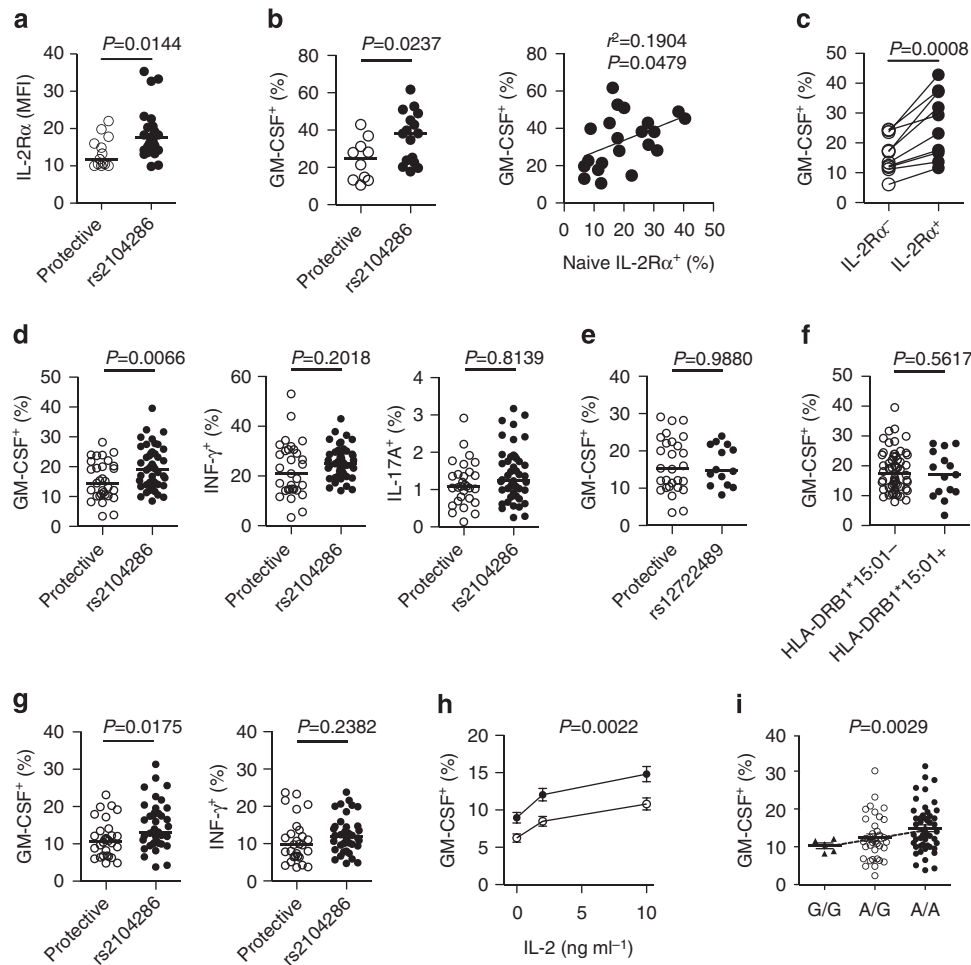 a
P=0.0144
IL-2Rα (MFI)
40
30
20
10
0
Protective
rs2104286
b
P=0.0237
GM-CSF+ (%)
80
60
40
20
0
Protective
rs2104286
r2=0.1904
P=0.0479
GM-CSF+ (%)
80
60
40
20
0
0 10 20 30 40 50
Naive IL-2Rα+ (%)
c
P=0.0008
GM-CSF+ (%)
50
40
30
20
10
0
IL-2Rα−
IL-2Rα+
d
P=0.0066
GM-CSF+ (%)
50
40
30
20
10
0
Protective
rs2104286
P=0.2018
INF-γ+ (%)
60
40
20
0
Protective
rs2104286
P=0.8139
IL-17A+ (%)
4
3
2
1
0
Protective
rs2104286
e
P=0.9880
GM-CSF+ (%)
40
30
20
10
0
Protective
rs12722489
f
P=0.5617
GM-CSF+ (%)
50
40
30
20
10
0
HLA-DRB1*15:01−
HLA-DRB1*15:01+
g
P=0.0175
GM-CSF+ (%)
40
30
20
10
0
Protective
rs2104286
P=0.2382
INF-γ+ (%)
40
30
20
10
0
Protective
rs2104286
h
P=0.0022
GM-CSF+ (%)
20
15
10
5
0
0 5 10
IL-2 (ng ml−1)
i
P=0.0029
GM-CSF+ (%)
40
30
20
10
0
G/G A/G A/A